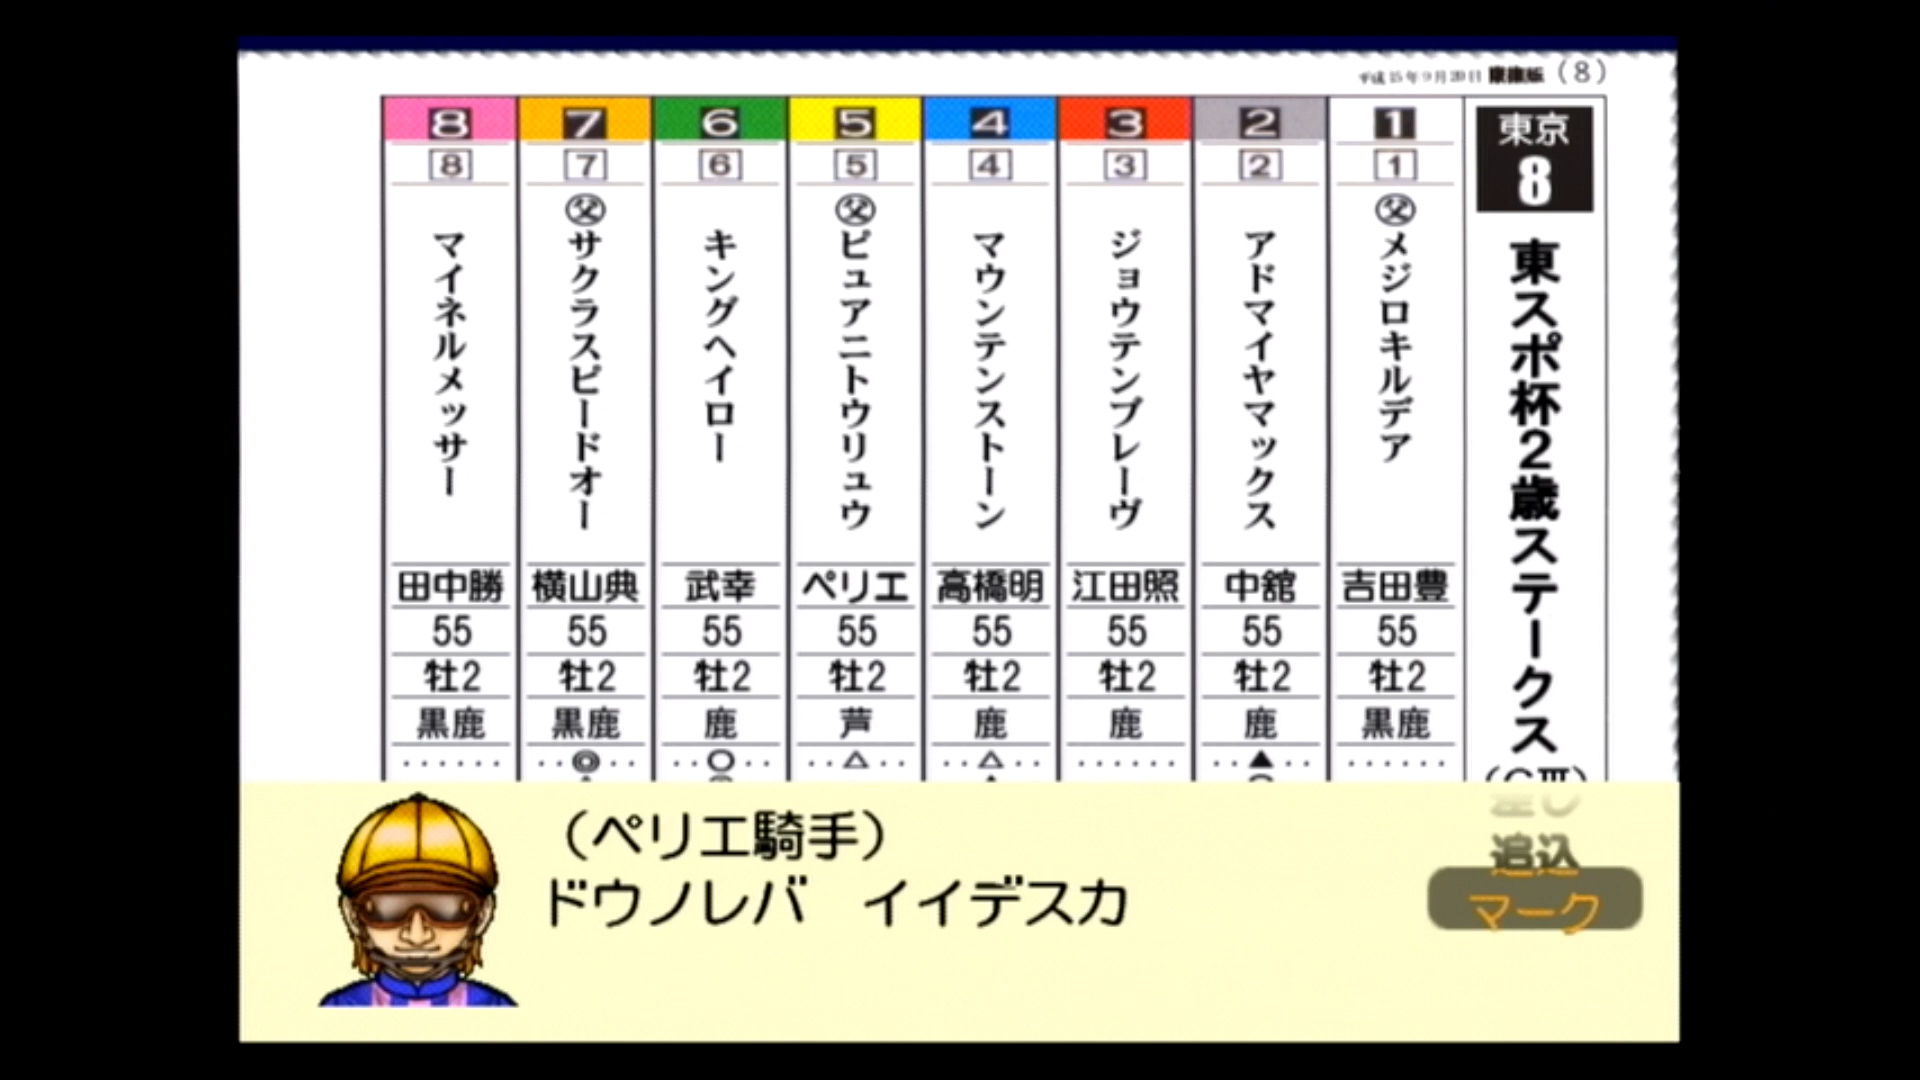 (8)
東京
8
東スポ杯2歳ステークス
1
1
父メジロキルデア
吉田豊
55
牡2
黒鹿
2
2
アドマイヤマックス
中舘
55
牡2
鹿
▲
3
3
ジョウテンブレーヴ
江田照
55
牡2
鹿
4
4
マウンテンストーン
高橋明
55
牡2
鹿
△
5
5
父ピュアニトウリュウ
ペリエ
55
牡2
芦
△
6
6
キングヘイロー
武幸
55
牡2
鹿
○
7
7
父サクラスピードオー
横山典
55
牡2
黒鹿
◎
8
8
マイネルメッサー
田中勝
55
牡2
黒鹿
(ペリエ騎手)
ドウノレバ イイデスカ
差し
追込
マーク